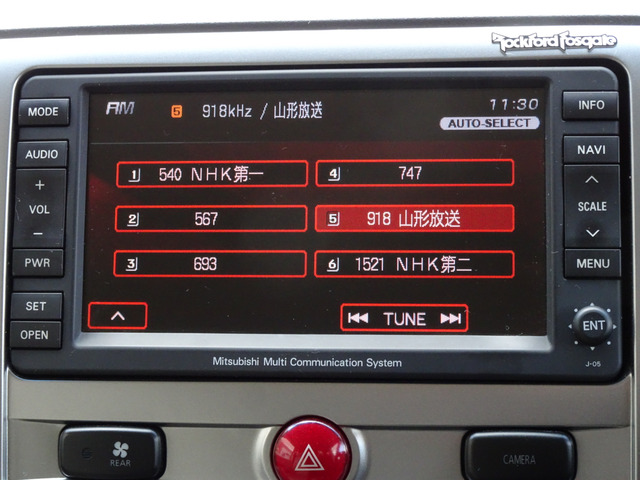 Rockford Fosgate
MODE
AUDIO
+
VOL
−
PWR
SET
OPEN
AM 5 918kHz / 山形放送 11:30
AUTO-SELECT
1 540 NHK第一
4 747
2 567
5 918 山形放送
3 693
6 1521 NHK第二
TUNE
INFO
NAVI
SCALE
MENU
ENT
J-05
Mitsubishi Multi Communication System
REAR
CAMERA